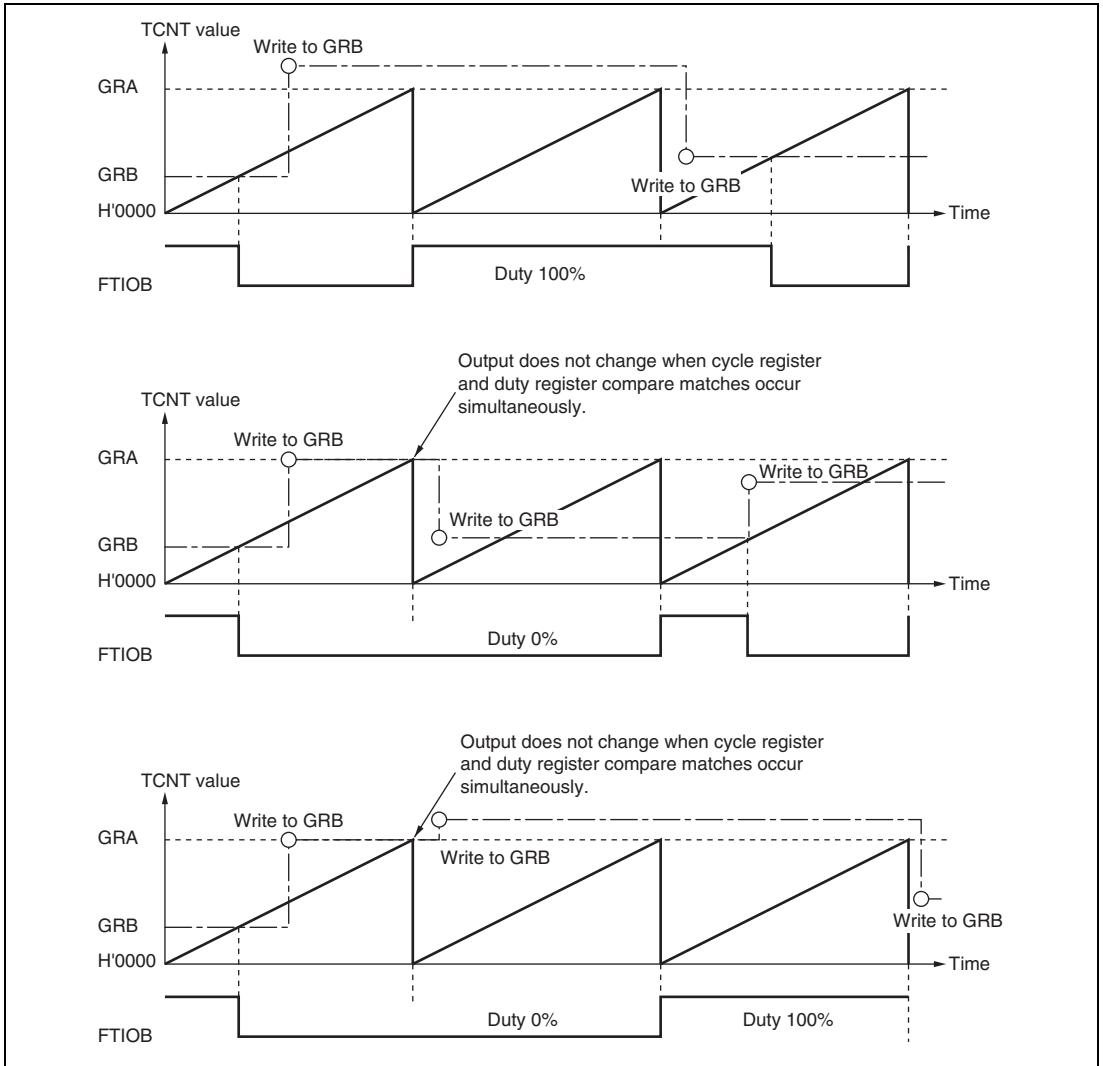 TCNT value
Write to GRB
GRA
GRB
Write to GRB
H'0000
Time
FTIOB
Duty 100%
Output does not change when cycle register
and duty register compare matches occur
simultaneously.
TCNT value
Write to GRB
GRA
Write to GRB
Write to GRB
GRB
H'0000
Time
FTIOB
Duty 0%
Output does not change when cycle register
and duty register compare matches occur
simultaneously.
TCNT value
Write to GRB
GRA
Write to GRB
GRB
Write to GRB
H'0000
Time
FTIOB
Duty 0%
Duty 100%